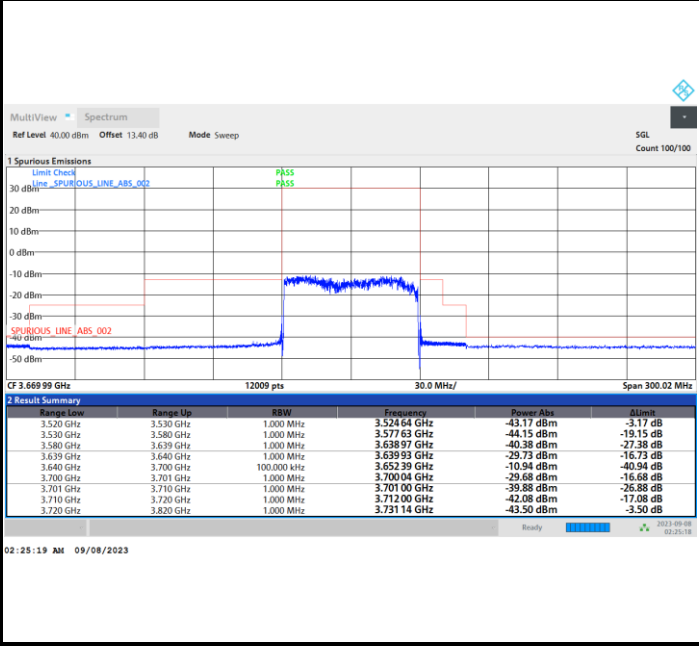 MultiView Spectrum
Ref Level 40.00 dBm Offset 13.40 dB Mode Sweep SGL
Count 100/100
1 Spurious Emissions
Limit Check PASS
Line _SPURIOUS_LINE_ABS_002 PASS
30 dBm
20 dBm
10 dBm
0 dBm
-10 dBm
-20 dBm
-30 dBm
SPURIOUS_LINE_ABS_002
-40 dBm
-50 dBm
CF 3.669 99 GHz 12009 pts 30.0 MHz/ Span 300.02 MHz
2 Result Summary
Range Low Range Up RBW Frequency Power Abs ΔLimit
3.520 GHz 3.530 GHz 1.000 MHz 3.524 64 GHz -43.17 dBm -3.17 dB
3.530 GHz 3.580 GHz 1.000 MHz 3.577 63 GHz -44.15 dBm -19.15 dB
3.580 GHz 3.639 GHz 1.000 MHz 3.638 97 GHz -40.38 dBm -27.38 dB
3.639 GHz 3.640 GHz 1.000 MHz 3.639 93 GHz -29.73 dBm -16.73 dB
3.640 GHz 3.700 GHz 100.000 kHz 3.652 39 GHz -10.94 dBm -40.94 dB
3.700 GHz 3.701 GHz 1.000 MHz 3.700 04 GHz -29.68 dBm -16.68 dB
3.701 GHz 3.710 GHz 1.000 MHz 3.701 00 GHz -39.88 dBm -26.88 dB
3.710 GHz 3.720 GHz 1.000 MHz 3.712 00 GHz -42.08 dBm -17.08 dB
3.720 GHz 3.820 GHz 1.000 MHz 3.731 14 GHz -43.50 dBm -3.50 dB
Ready 2023-09-08
02:25:18
02:25:19 AM 09/08/2023